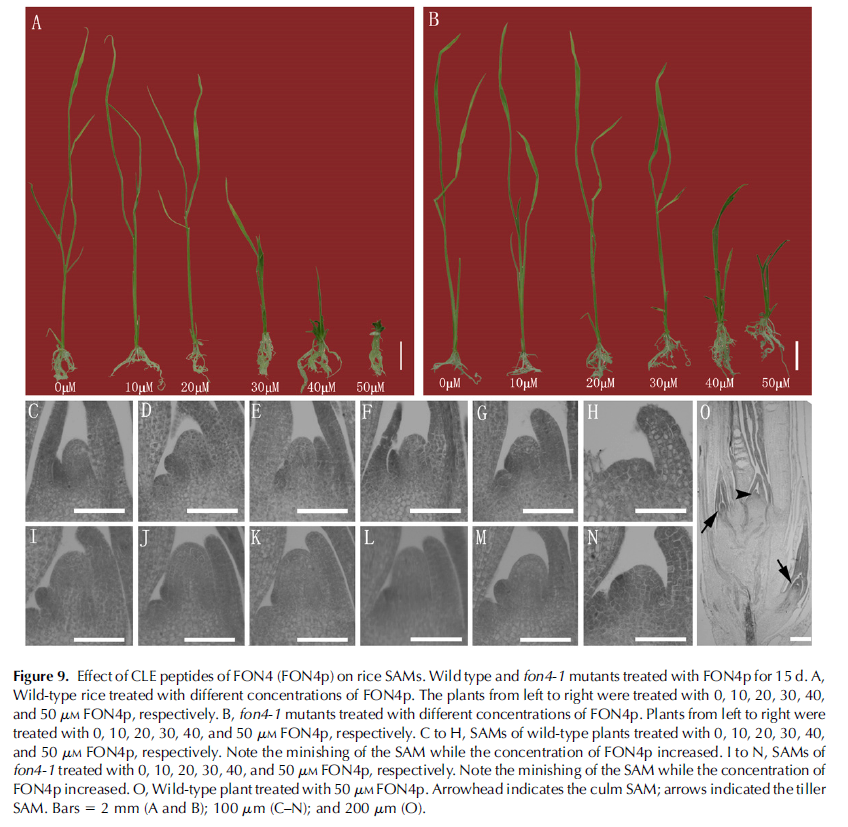 A
B
0µM
10µM
20µM
30µM
40µM
50µM
0µM
10µM
20µM
30µM
40µM
50µM
C
D
E
F
G
H
O
I
J
K
L
M
N
Figure 9. Effect of CLE peptides of FON4 (FON4p) on rice SAMs. Wild type and fon4-1 mutants treated with FON4p for 15 d. A,
Wild-type rice treated with different concentrations of FON4p. The plants from left to right were treated with 0, 10, 20, 30, 40,
and 50 µM FON4p, respectively. B, fon4-1 mutants treated with different concentrations of FON4p. Plants from left to right were
treated with 0, 10, 20, 30, 40, and 50 µM FON4p, respectively. C to H, SAMs of wild-type plants treated with 0, 10, 20, 30, 40,
and 50 µM FON4p, respectively. Note the minishing of the SAM while the concentration of FON4p increased. I to N, SAMs of
fon4-1 treated with 0, 10, 20, 30, 40, and 50 µM FON4p, respectively. Note the minishing of the SAM while the concentration of
FON4p increased. O, Wild-type plant treated with 50 µM FON4p. Arrowhead indicates the culm SAM; arrows indicated the tiller
SAM. Bars = 2 mm (A and B); 100 µm (C–N); and 200 µm (O).